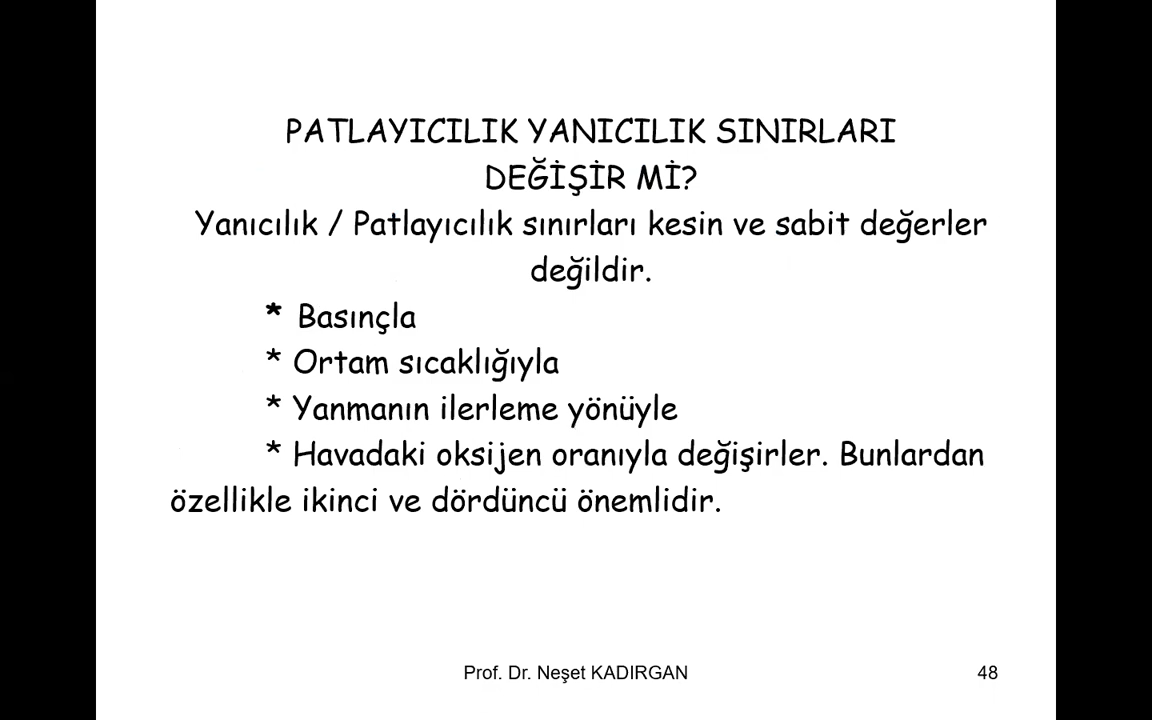 PATLAYICILIK YANICILIK SINIRLARI
DEĞİŞİR Mİ?
Yanıcılık / Patlayıcılık sınırları kesin ve sabit değerler
değildir.
* Basınçla
* Ortam sıcaklığıyla
* Yanmanın ilerleme yönüyle
* Havadaki oksijen oranıyla değişirler. Bunlardan
özellikle ikinci ve dördüncü önemlidir.
Prof. Dr. Neşet KADIRGAN
48